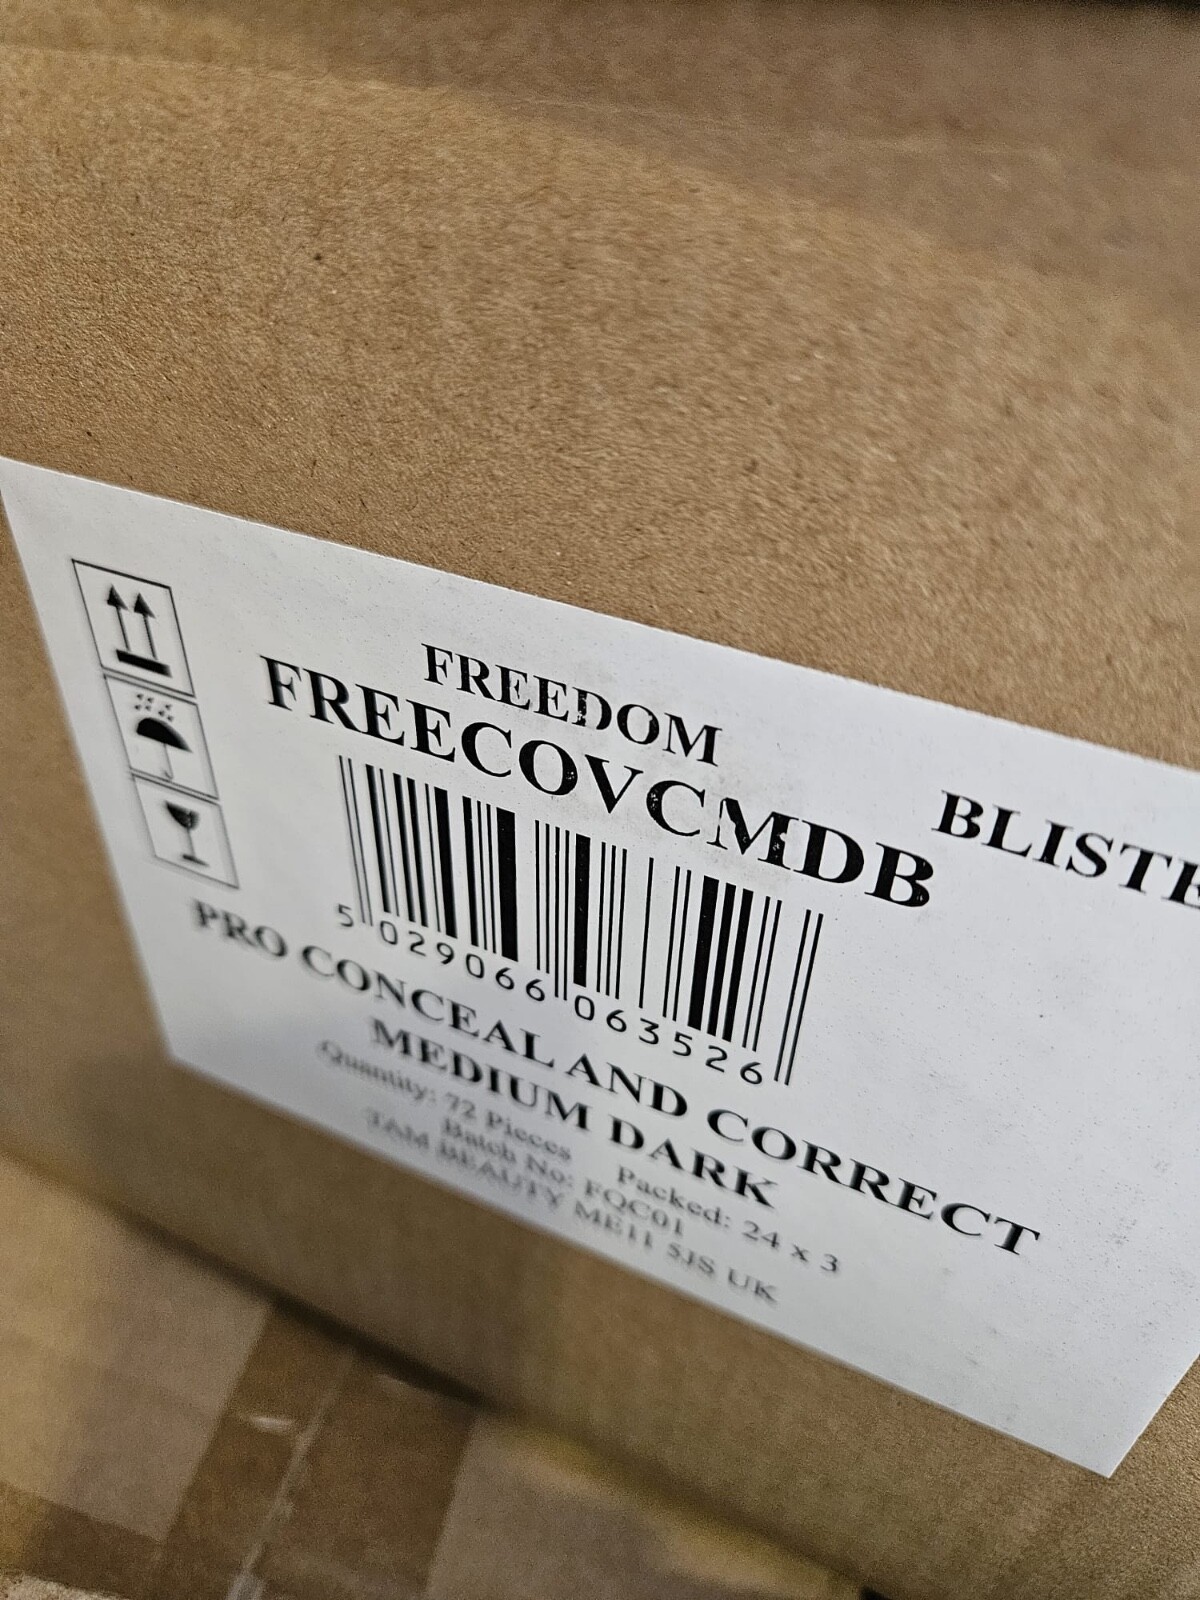 FREEDOM
FREECOVCMDB
BLISTE
5 029066 063526
PRO CONCEAL AND CORRECT
MEDIUM DARK
Quantity: 72 Pieces Packed: 24 x 3
Batch No: FQC01
TAM BEAUTY ME11 5JS UK